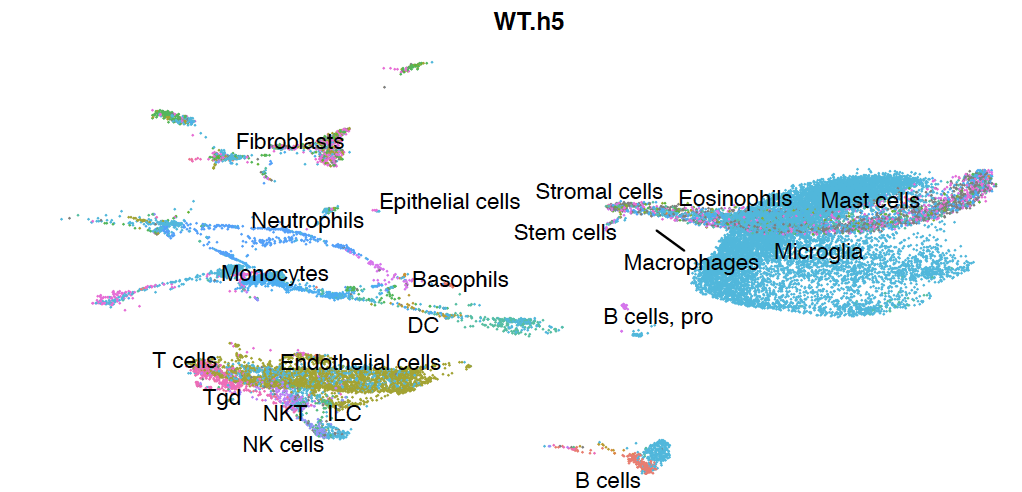 WT.h5
Fibroblasts
Epithelial cells
Stromal cells
Eosinophils
Mast cells
Neutrophils
Stem cells
Macrophages
Microglia
Monocytes
Basophils
B cells, pro
DC
T cells
Endothelial cells
Tgd
NKT
ILC
NK cells
B cells